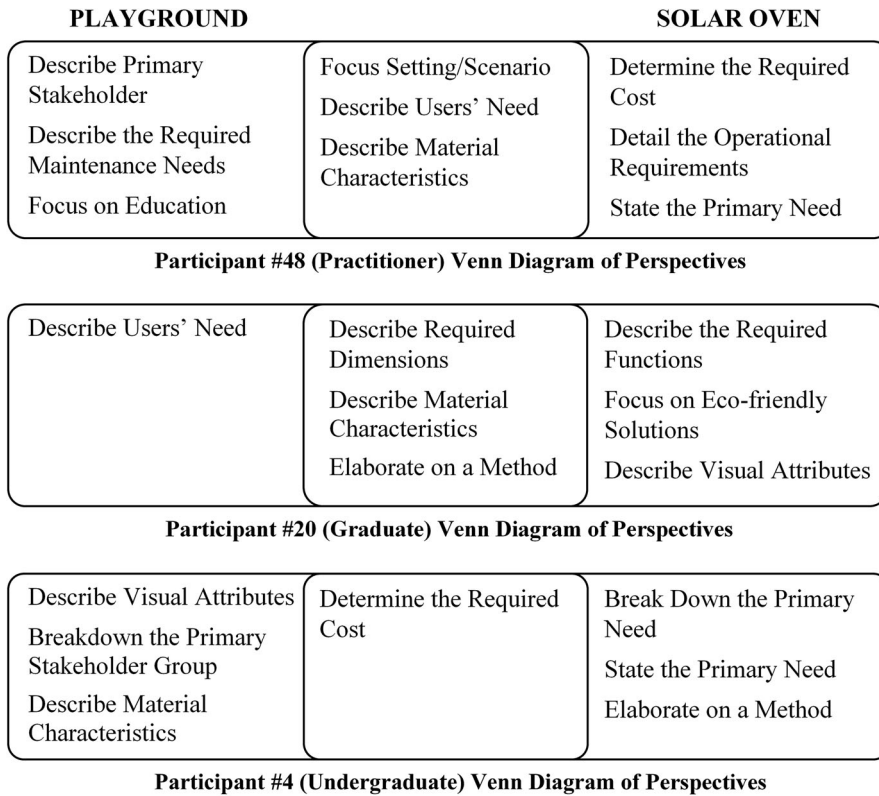 PLAYGROUND
SOLAR OVEN
Describe Primary
Stakeholder
Describe the Required
Maintenance Needs
Focus on Education
Focus Setting/Scenario
Describe Users' Need
Describe Material
Characteristics
Determine the Required
Cost
Detail the Operational
Requirements
State the Primary Need
Participant #48 (Practitioner) Venn Diagram of Perspectives
Describe Users' Need
Describe Required
Dimensions
Describe Material
Characteristics
Elaborate on a Method
Describe the Required
Functions
Focus on Eco-friendly
Solutions
Describe Visual Attributes
Participant #20 (Graduate) Venn Diagram of Perspectives
Describe Visual Attributes
Breakdown the Primary
Stakeholder Group
Describe Material
Characteristics
Determine the Required
Cost
Break Down the Primary
Need
State the Primary Need
Elaborate on a Method
Participant #4 (Undergraduate) Venn Diagram of Perspectives